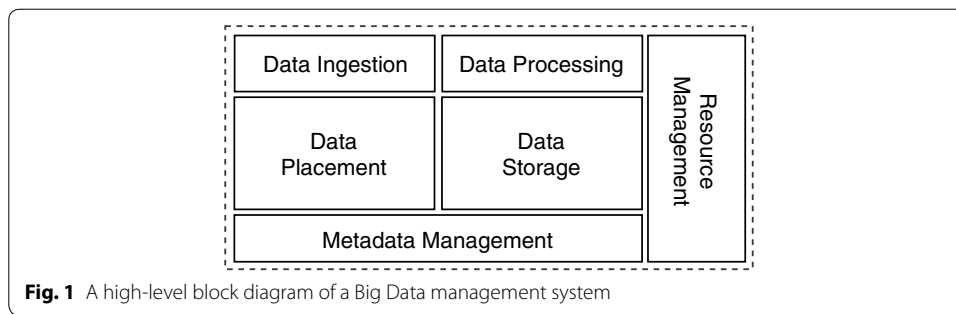 Data Ingestion
Data Processing
Data
Placement
Data
Storage
Resource
Management
Metadata Management
Fig. 1 A high-level block diagram of a Big Data management system